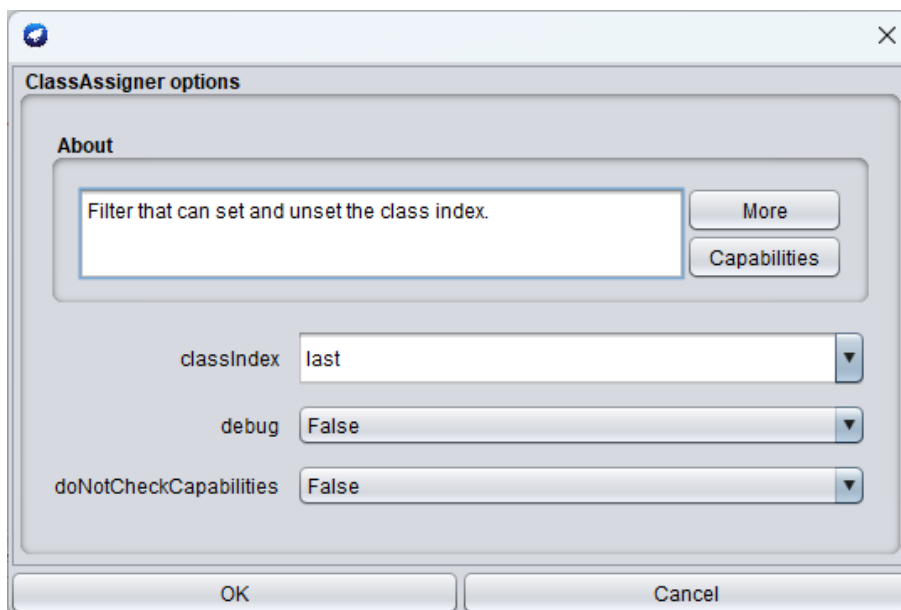 ClassAssigner options
About
Filter that can set and unset the class index.
More
Capabilities
classIndex last
debug False
doNotCheckCapabilities False
OK Cancel